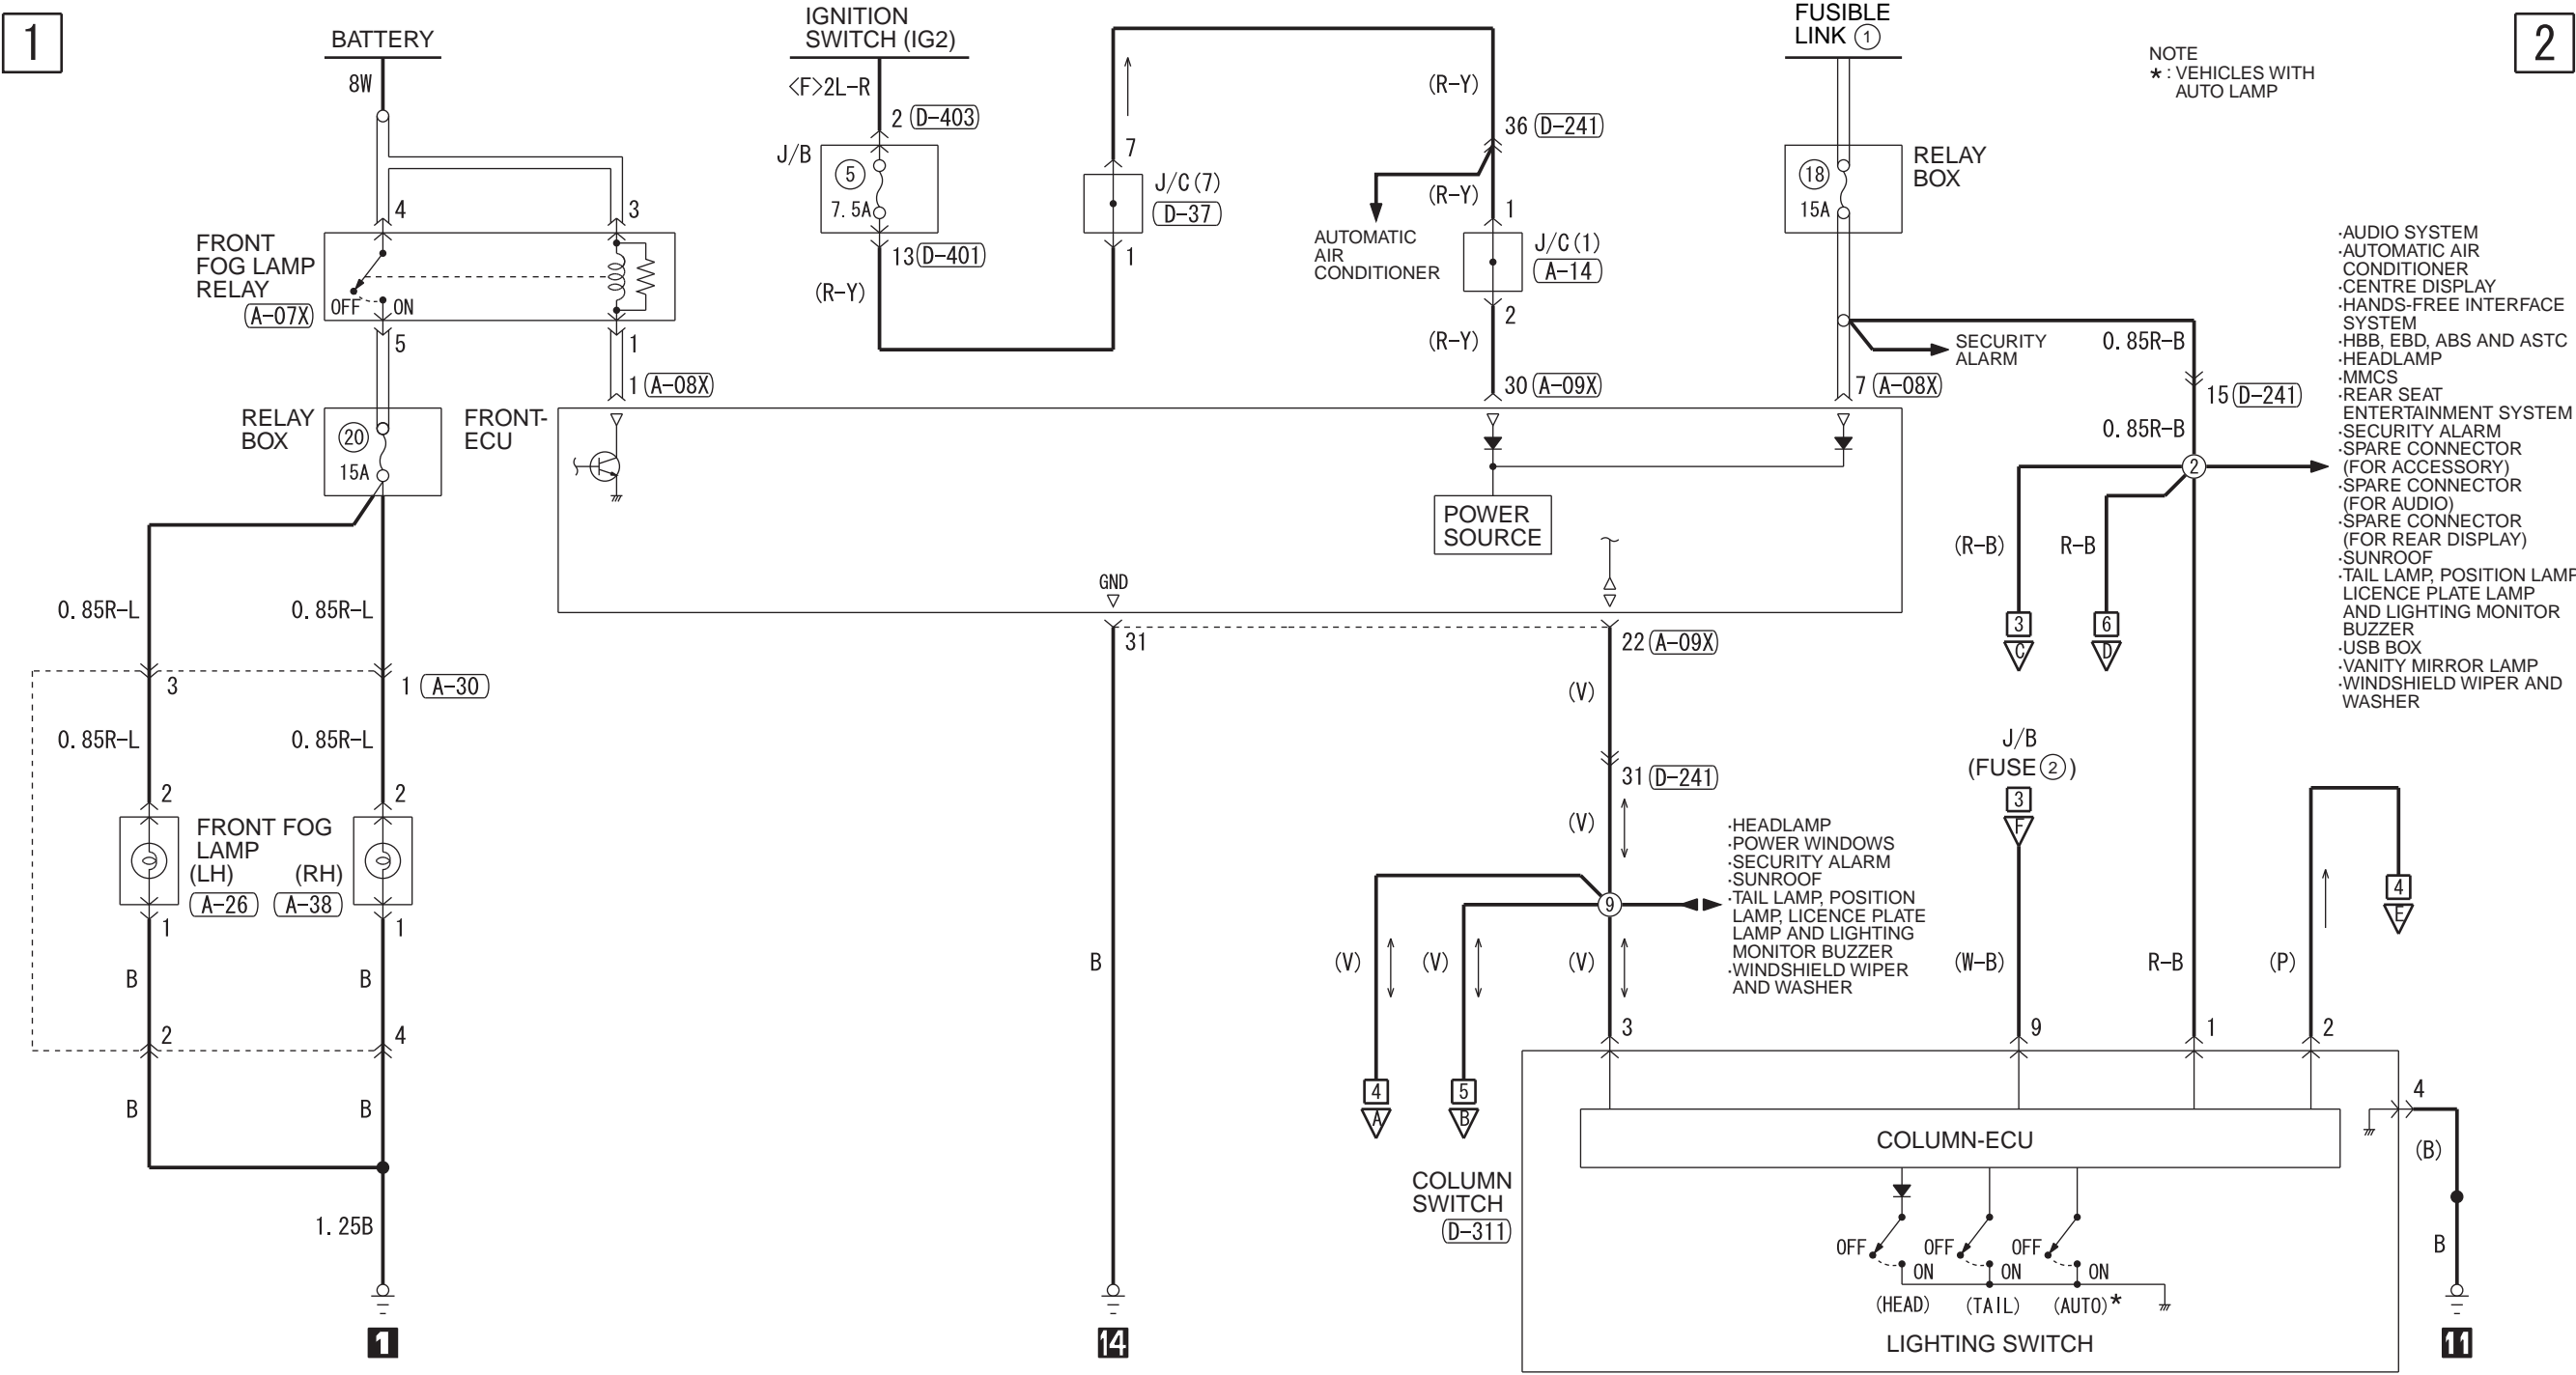 1
BATTERY
8W
IGNITION
SWITCH (IG2)
<F>2L-R
2 (D-403)
J/B
5
7.5A
13 (D-401)
(R-Y)
7
J/C(7)
(D-37)
1
(R-Y)
36 (D-241)
(R-Y)
1
AUTOMATIC
AIR
CONDITIONER
J/C(1)
(A-14)
2
(R-Y)
30 (A-09X)
FUSIBLE
LINK 1
RELAY
BOX
18
15A
SECURITY
ALARM
7 (A-08X)
NOTE
* : VEHICLES WITH
AUTO LAMP
2
4
3
FRONT
FOG LAMP
RELAY
(A-07X)
OFF
ON
5
1
1 (A-08X)
RELAY
BOX
20
15A
FRONT-
ECU
POWER
SOURCE
GND
31
22 (A-09X)
0.85R-B
15 (D-241)
0.85R-B
2
(R-B)
R-B
3
C
6
D
·AUDIO SYSTEM
·AUTOMATIC AIR
CONDITIONER
·CENTRE DISPLAY
·HANDS-FREE INTERFACE
SYSTEM
·HBB, EBD, ABS AND ASTC
·HEADLAMP
·MMCS
·REAR SEAT
ENTERTAINMENT SYSTEM
·SECURITY ALARM
·SPARE CONNECTOR
(FOR ACCESSORY)
·SPARE CONNECTOR
(FOR AUDIO)
·SPARE CONNECTOR
(FOR REAR DISPLAY)
·SUNROOF
·TAIL LAMP, POSITION LAMP
LICENCE PLATE LAMP
AND LIGHTING MONITOR
BUZZER
·USB BOX
·VANITY MIRROR LAMP
·WINDSHIELD WIPER AND
WASHER
0.85R-L
0.85R-L
3
1 (A-30)
0.85R-L
0.85R-L
2
2
FRONT FOG
LAMP
(LH)
(RH)
(A-26)
(A-38)
1
1
B
B
2
4
B
B
1.25B
1
B
14
(V)
31 (D-241)
(V)
9
·HEADLAMP
·POWER WINDOWS
·SECURITY ALARM
·SUNROOF
·TAIL LAMP, POSITION
LAMP, LICENCE PLATE
LAMP AND LIGHTING
MONITOR BUZZER
·WINDSHIELD WIPER
AND WASHER
(V)
(V)
(V)
4
A
5
B
3
J/B
(FUSE 2)
3
F
(W-B)
9
R-B
1
(P)
2
4
E
COLUMN-ECU
4
(B)
B
11
COLUMN
SWITCH
(D-311)
OFF
OFF
OFF
ON
ON
ON
(HEAD)
(TAIL)
(AUTO)*
LIGHTING SWITCH